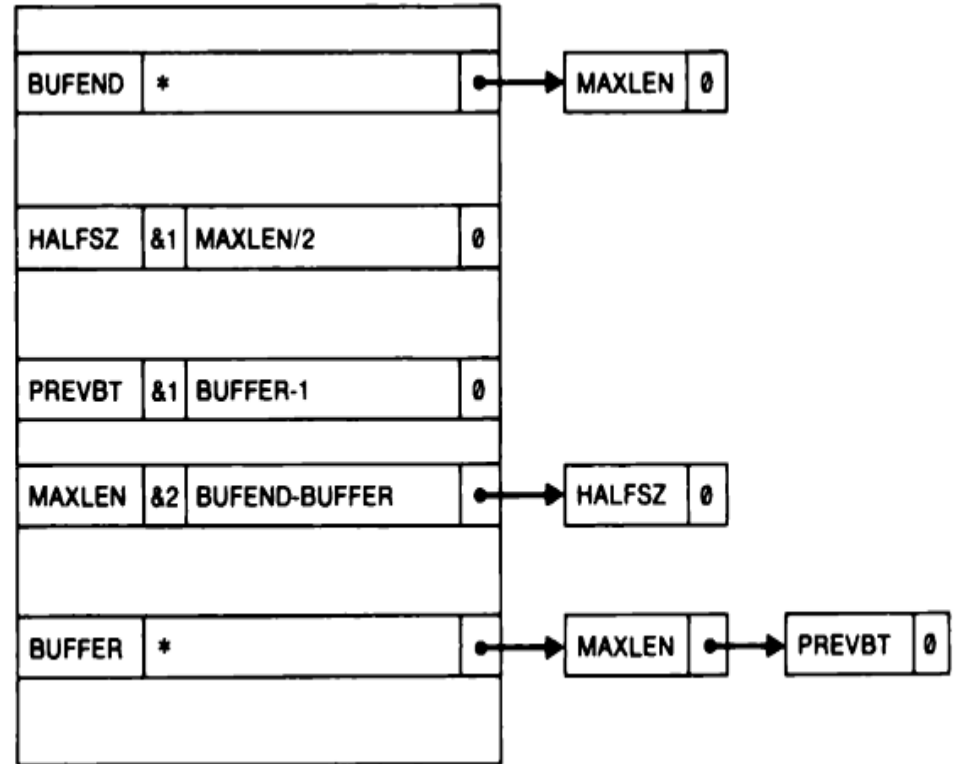 BUFEND * MAXLEN 0
HALFSZ &1 MAXLEN/2 0
PREVBT &1 BUFFER-1 0
MAXLEN &2 BUFEND-BUFFER HALFSZ 0
BUFFER * MAXLEN PREVBT 0